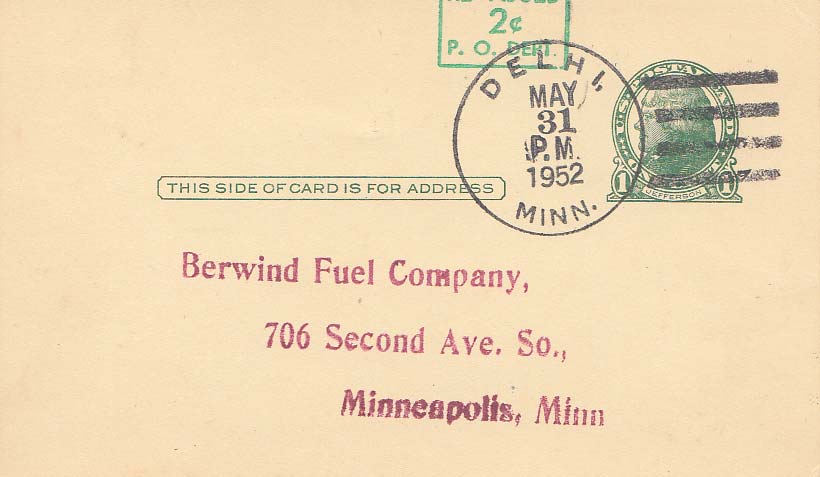 2¢
P. O. DEPT.
DELHI,
MAY
31
P.M.
1952
MINN.
1 JEFFERSON 1
THIS SIDE OF CARD IS FOR ADDRESS
Berwind Fuel Company,
706 Second Ave. So.,
Minneapolis, Minn